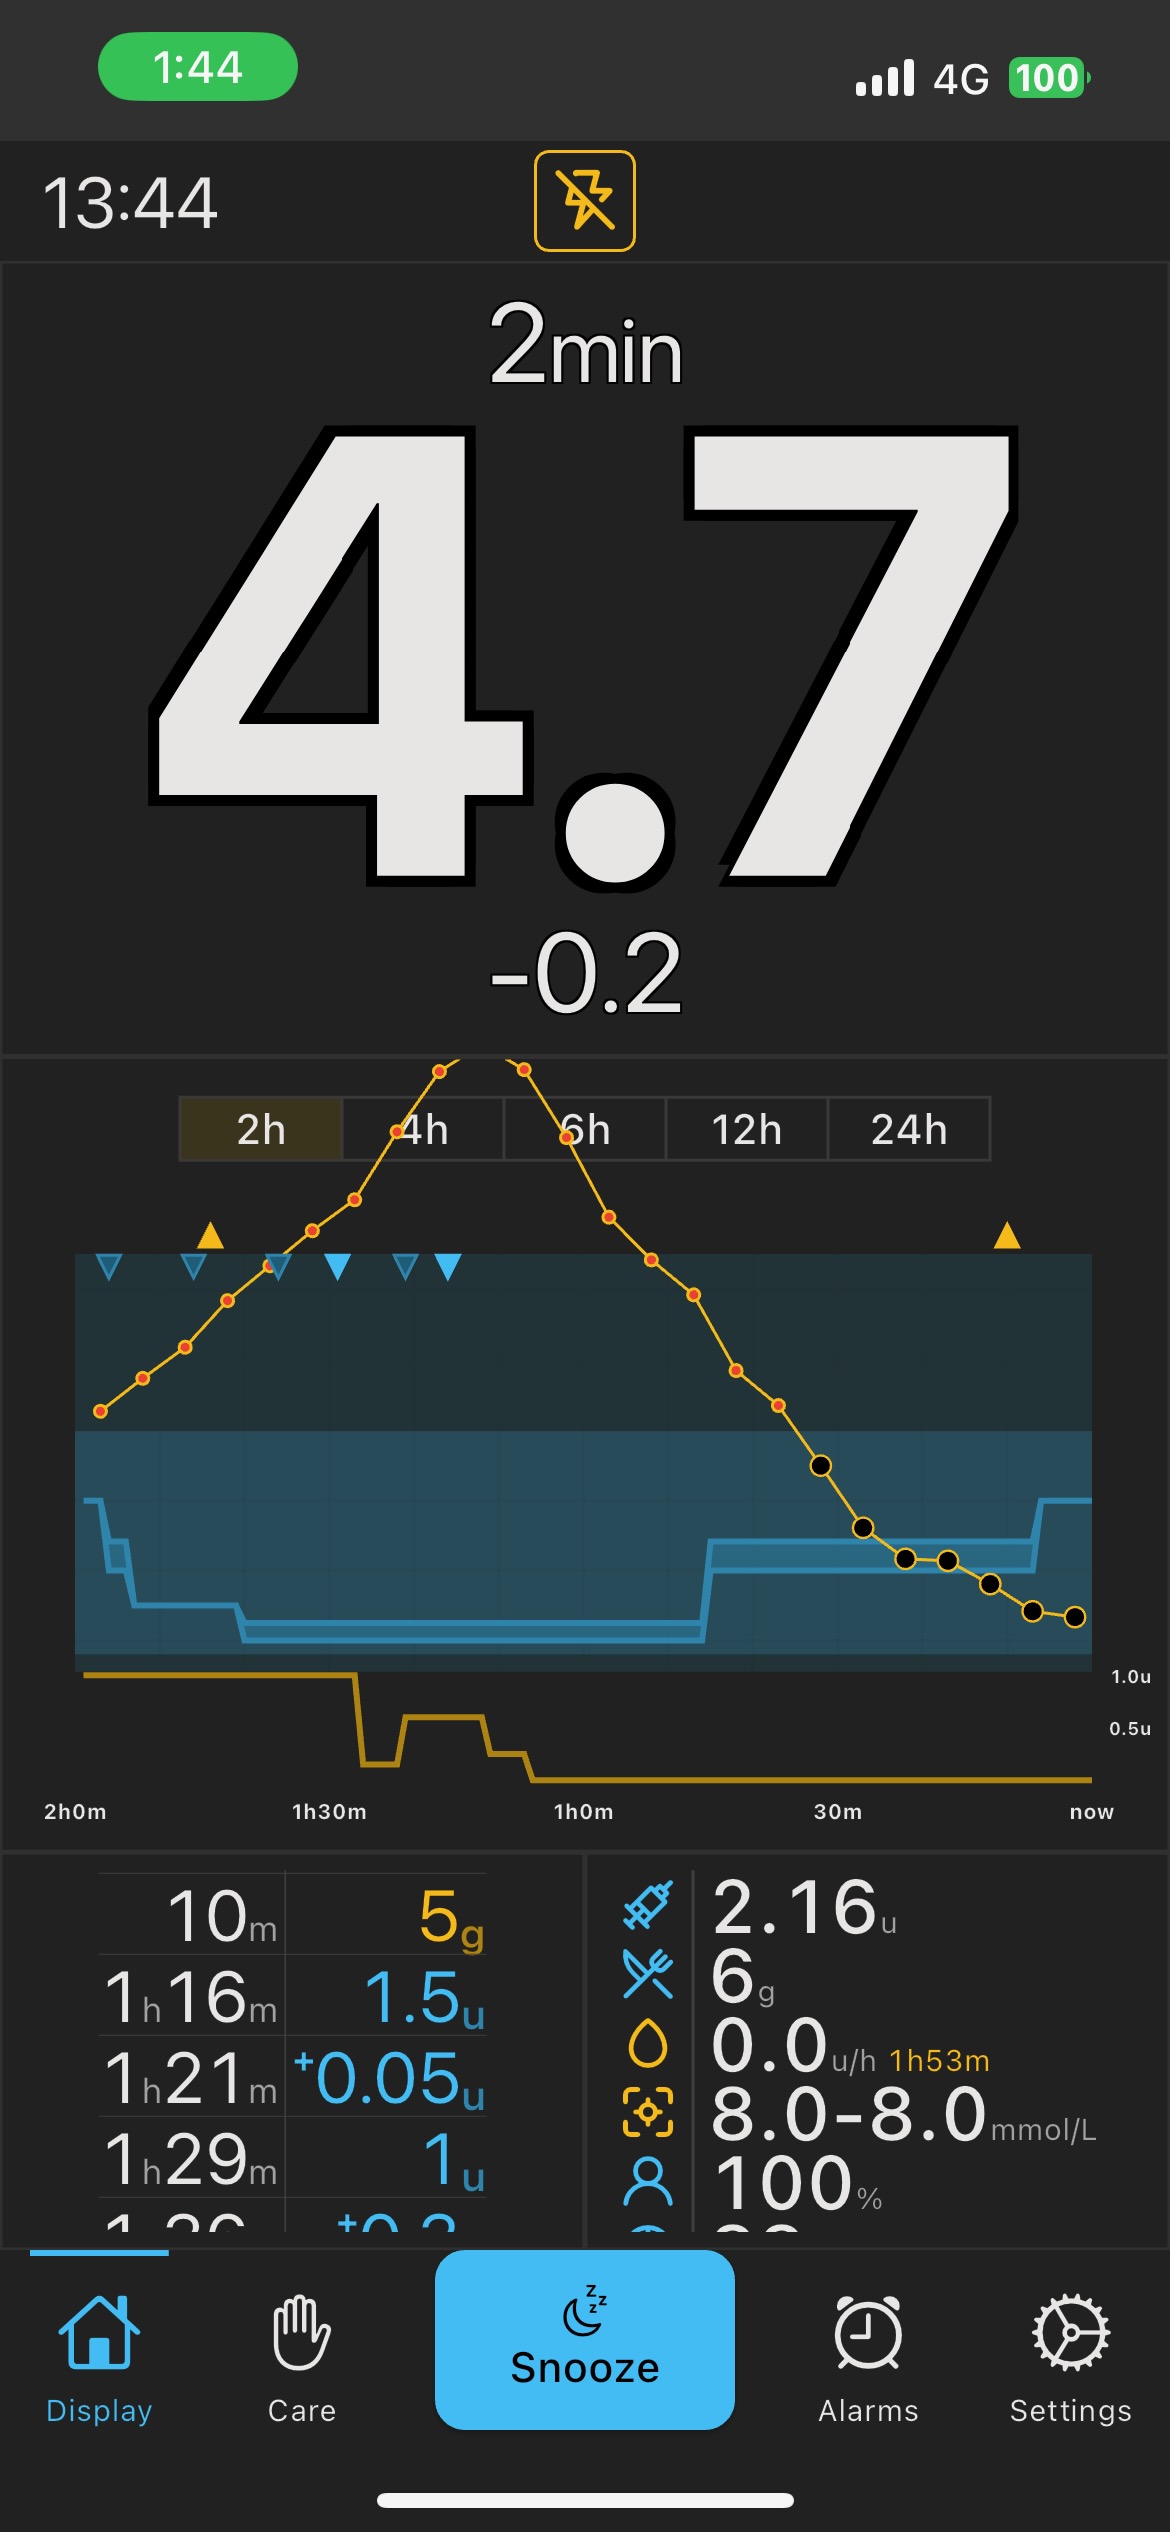 1:44
4G 100
13:44
2min
4.7
-0.2
2h 4h 6h 12h 24h
1.0u
0.5u
2h0m 1h30m 1h0m 30m now
10m 5g
1h16m 1.5u
1h21m +0.05u
1h29m 1u
2.16u
6g
0.0u/h 1h53m
8.0-8.0mmol/L
100%
zzz
Snooze
Display Care Alarms Settings